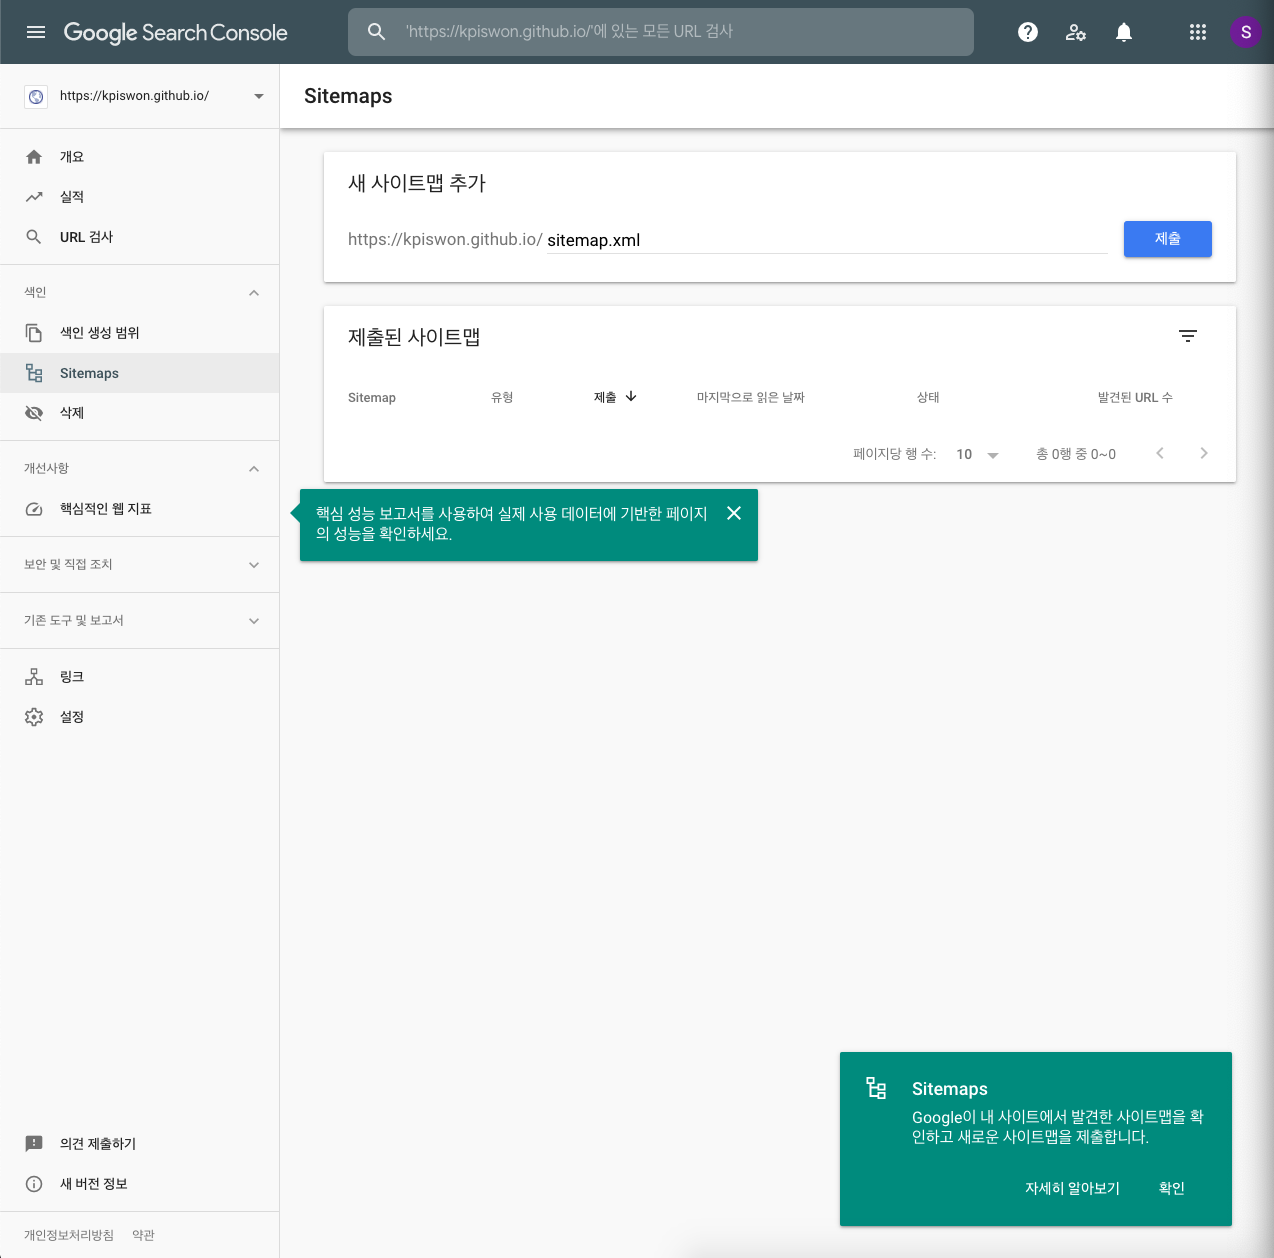 Google Search Console
'https://kpiswon.github.io/'에 있는 모든 URL 검사
S
https://kpiswon.github.io/
Sitemaps
개요
실적
URL 검사
색인
색인 생성 범위
Sitemaps
삭제
개선사항
핵심적인 웹 지표
보안 및 직접 조치
기존 도구 및 보고서
링크
설정
의견 제출하기
새 버전 정보
개인정보처리방침 약관
새 사이트맵 추가
https://kpiswon.github.io/ sitemap.xml 제출
제출된 사이트맵
Sitemap 유형 제출 마지막으로 읽은 날짜 상태 발견된 URL 수
페이지당 행 수: 10 총 0행 중 0~0
핵심 성능 보고서를 사용하여 실제 사용 데이터에 기반한 페이지
의 성능을 확인하세요.
Sitemaps
Google이 내 사이트에서 발견한 사이트맵을 확
인하고 새로운 사이트맵을 제출합니다.
자세히 알아보기 확인